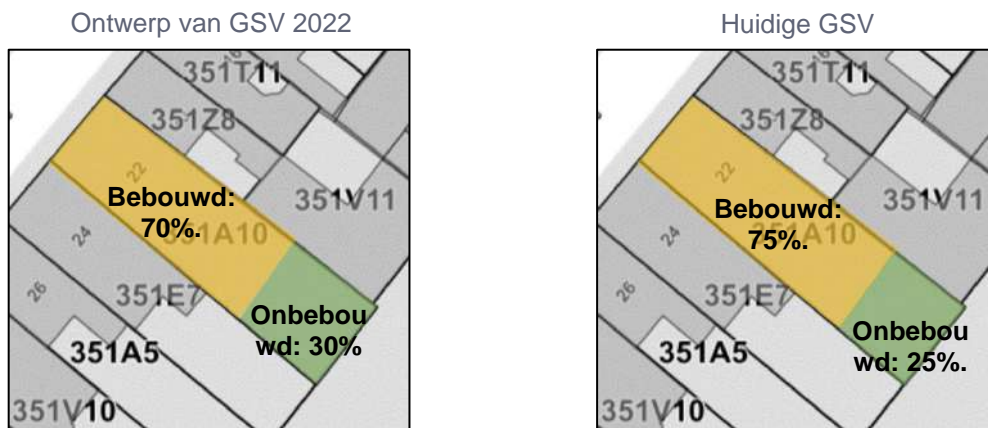 Ontwerp van GSV 2022
351T11
351Z8
22
Bebouwd:
70%.
351A10
351V11
24
26
351E7
Onbebou
wd: 30%
351A5
351V10
Huidige GSV
351T11
351Z8
22
Bebouwd:
75%.
351A10
351V11
24
26
351E7
Onbebou
wd: 25%.
351A5
351V10